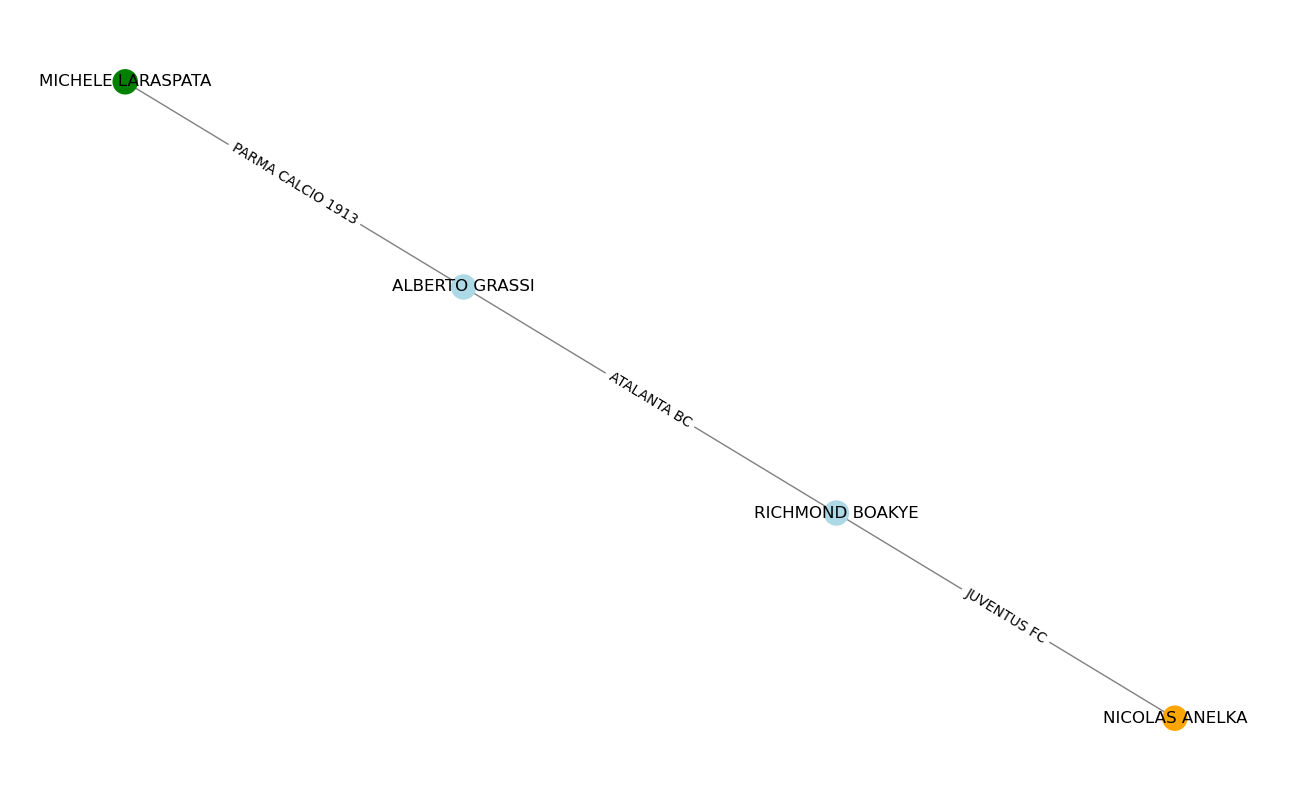 MICHELE LARASPATA
PARMA CALCIO 1913
ALBERTO GRASSI
ATALANTA BC
RICHMOND BOAKYE
JUVENTUS FC
NICOLAS ANELKA